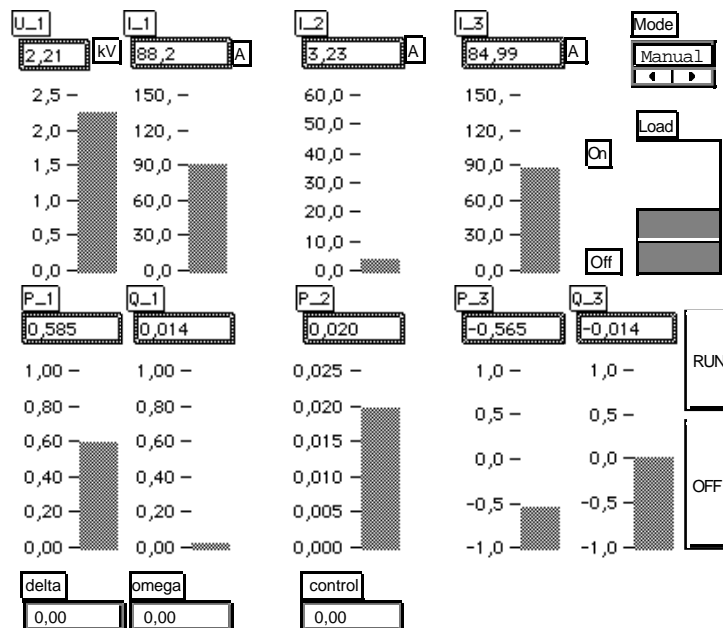 U_1 I_1 I_2 I_3 Mode
2,21 kV 88,2 A 3,23 A 84,99 A Manual
2,5 150, 60,0 150,
Load
2,0 120, 50,0 120,
On
1,5 90,0 40,0 90,0
30,0
1,0 60,0 20,0 60,0
0,5 30,0 10,0 30,0
Off
0,0 0,0 0,0 0,0
P_1 Q_1 P_2 P_3 Q_3
0,585 0,014 0,020 -0,565 -0,014
RUN
1,00 1,00 0,025 1,0 1,0
0,80 0,80 0,020 0,5 0,5
0,60 0,60 0,015 0,0 0,0
OFF
0,40 0,40 0,010 -0,5 -0,5
0,20 0,20 0,005
0,00 0,00 0,000 -1,0 -1,0
delta omega control
0,00 0,00 0,00